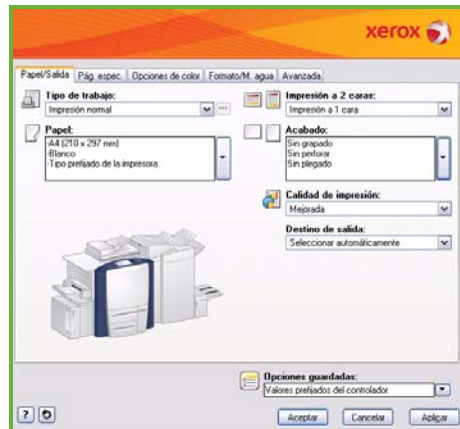 xerox
Papel/Salida Pág. espec. Opciones de color Formato/M. agua Avanzada
Tipo de trabajo:
Impresión normal
Papel:
-A4 (210 x 297 mm)
-Blanco
-Tipo prefijado de la impresora
Impresión a 2 caras:
Impresión a 1 cara
Acabado:
Sin grapado
Sin perforar
Sin plegado
Calidad de impresión:
Mejorada
Destino de salida:
Seleccionar automáticamente
Opciones guardadas:
Valores prefijados del controlador
?
Aceptar Cancelar Aplicar